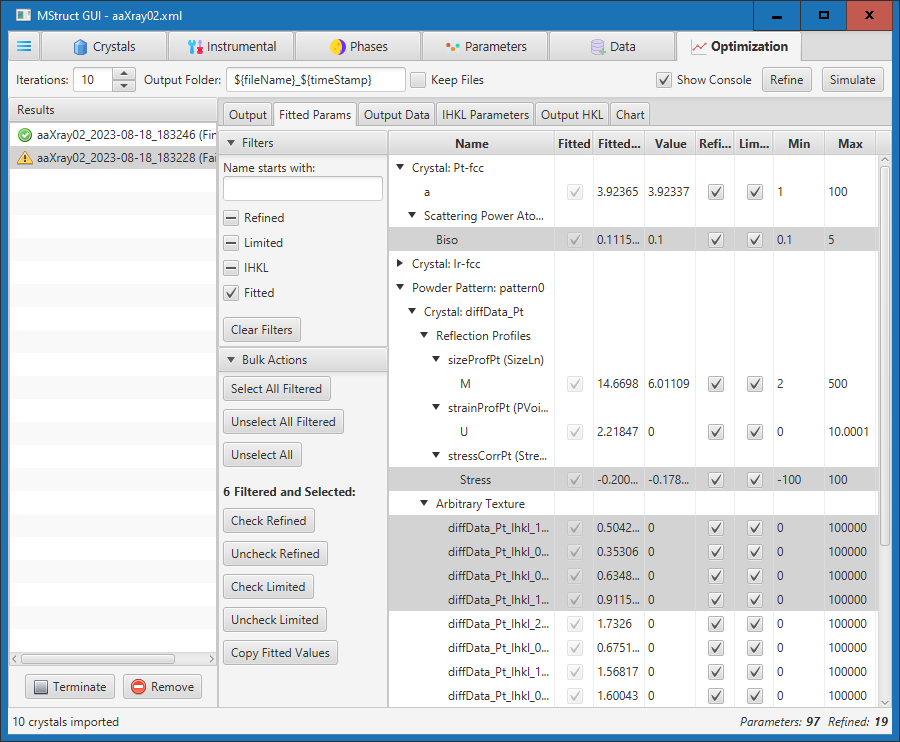 MStruct GUI - aaXray02.xml
Crystals Instrumental Phases Parameters Data Optimization
Iterations: 10 Output Folder: ${fileName}_${timeStamp} Keep Files Show Console Refine Simulate
Results
aaXray02_2023-08-18_183246 (Fir
aaXray02_2023-08-18_183228 (Fai
Terminate Remove
Output Fitted Params Output Data IHKL Parameters Output HKL Chart
Filters
Name starts with:
Refined
Limited
IHKL
Fitted
Clear Filters
Bulk Actions
Select All Filtered
Unselect All Filtered
Unselect All
6 Filtered and Selected:
Check Refined
Uncheck Refined
Check Limited
Uncheck Limited
Copy Fitted Values
Name Fitted Fitted... Value Refi... Lim... Min Max
Crystal: Pt-fcc
a 3.92365 3.92337 1 100
Scattering Power Ato...
Biso 0.1115... 0.1 0.1 5
Crystal: Ir-fcc
Powder Pattern: pattern0
Crystal: diffData_Pt
Reflection Profiles
sizeProfPt (SizeLn)
M 14.6698 6.01109 2 500
strainProfPt (PVoi...
U 2.21847 0 0 10.0001
stressCorrPt (Stre...
Stress -0.200... -0.178... -100 100
Arbitrary Texture
diffData_Pt_Ihkl_1... 0.5042... 0 0 100000
diffData_Pt_Ihkl_0... 0.35306 0 0 100000
diffData_Pt_Ihkl_0... 0.6348... 0 0 100000
diffData_Pt_Ihkl_1... 0.9115... 0 0 100000
diffData_Pt_Ihkl_2... 1.7326 0 0 100000
diffData_Pt_Ihkl_0... 0.6751... 0 0 100000
diffData_Pt_Ihkl_1... 1.56817 0 0 100000
diffData_Pt_Ihkl_0... 1.60043 0 0 100000
10 crystals imported Parameters: 97 Refined: 19